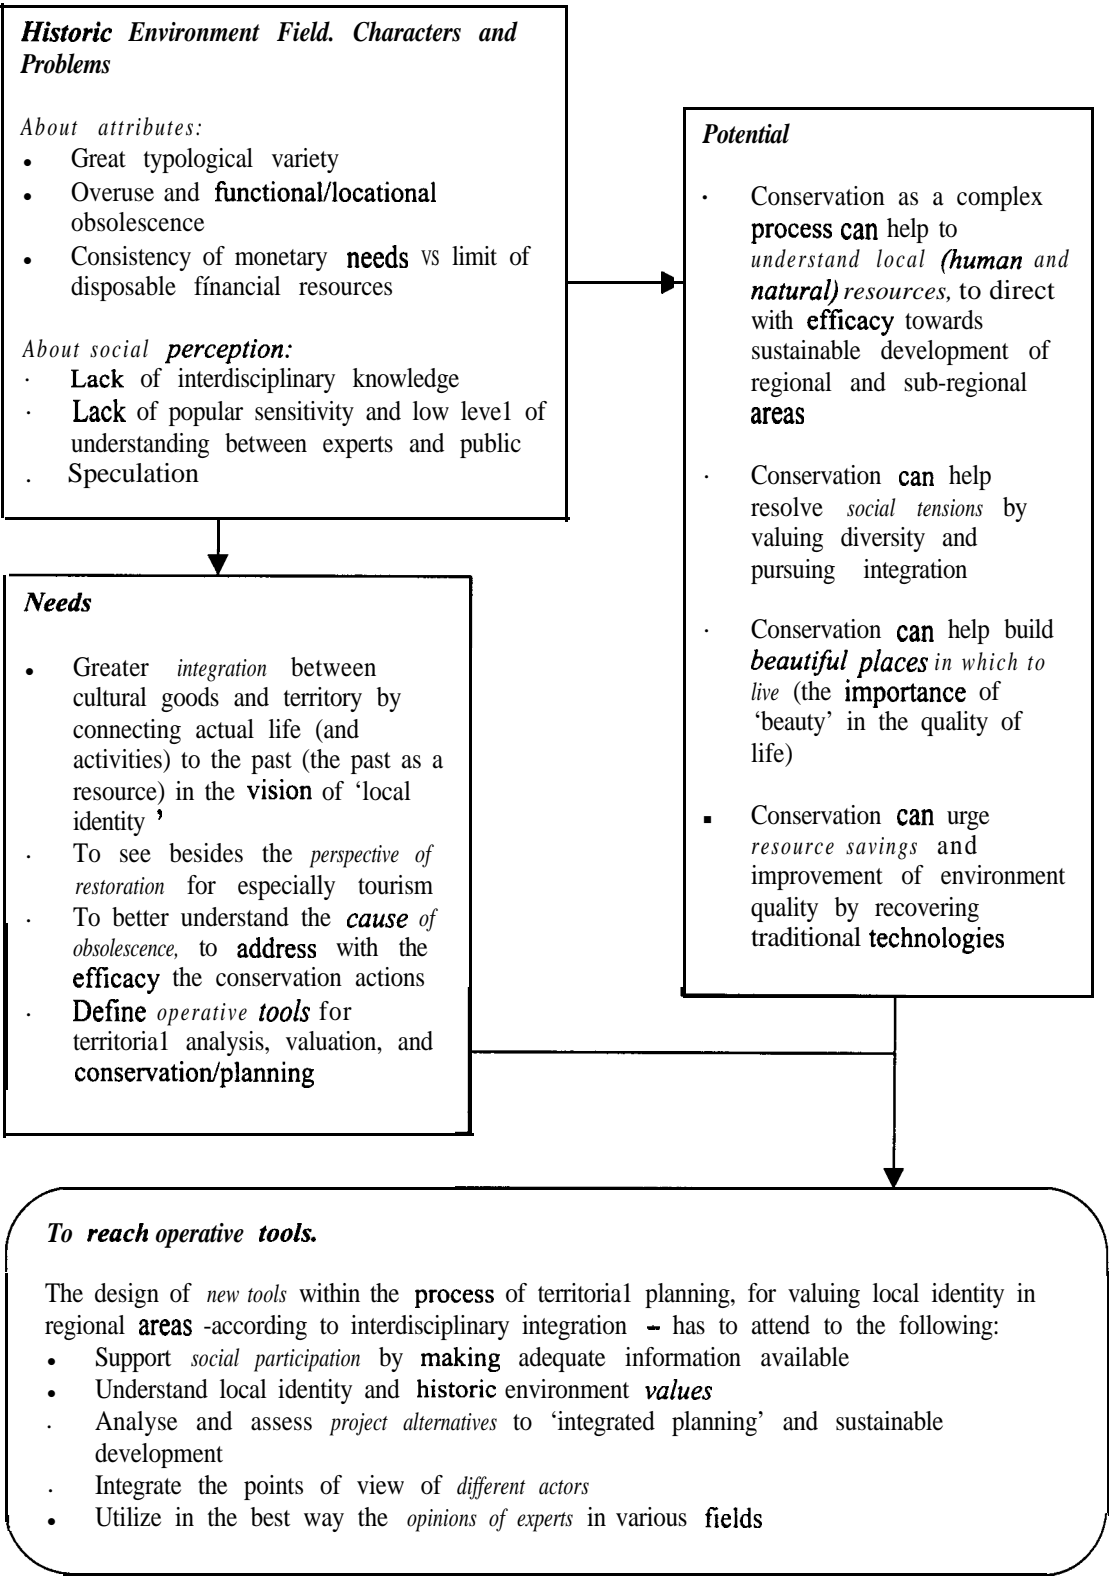 Historic Environment Field. Characters and
Problems
About attributes:
• Great typological variety
• Overuse and functional/locational
obsolescence
• Consistency of monetary needs vs limit of
disposable fínancial resources
About social perception:
· Lack of interdisciplinary knowledge
· Lack of popular sensitivity and low leve1 of
understanding between experts and public
. Speculation
Potential
· Conservation as a complex
process can help to
understand local (human and
natural) resources, to direct
with efficacy towards
sustainable development of
regional and sub-regional
areas
· Conservation can help
resolve social tensions by
valuing diversity and
pursuing integration
· Conservation can help build
beautiful places in which to
live (the importance of
‘beauty’ in the quality of
life)
▪ Conservation can urge
resource savings and
improvement of environment
quality by recovering
traditional technologies
Needs
• Greater integration between
cultural goods and territory by
connecting actual life (and
activities) to the past (the past as a
resource) in the vision of ‘local
identity ’
· To see besides the perspective of
restoration for especially tourism
· To better understand the cause of
obsolescence, to address with the
efficacy the conservation actions
· Define operative tools for
territoria1 analysis, valuation, and
conservation/planning
To reach operative tools.
The design of new tools within the process of territoria1 planning, for valuing local identity in
regional areas -according to interdisciplinary integration – has to attend to the following:
• Support social participation by making adequate information available
• Understand local identity and historic environment values
· Analyse and assess project alternatives to ‘integrated planning’ and sustainable
development
. Integrate the points of view of different actors
• Utilize in the best way the opinions of experts in various fields